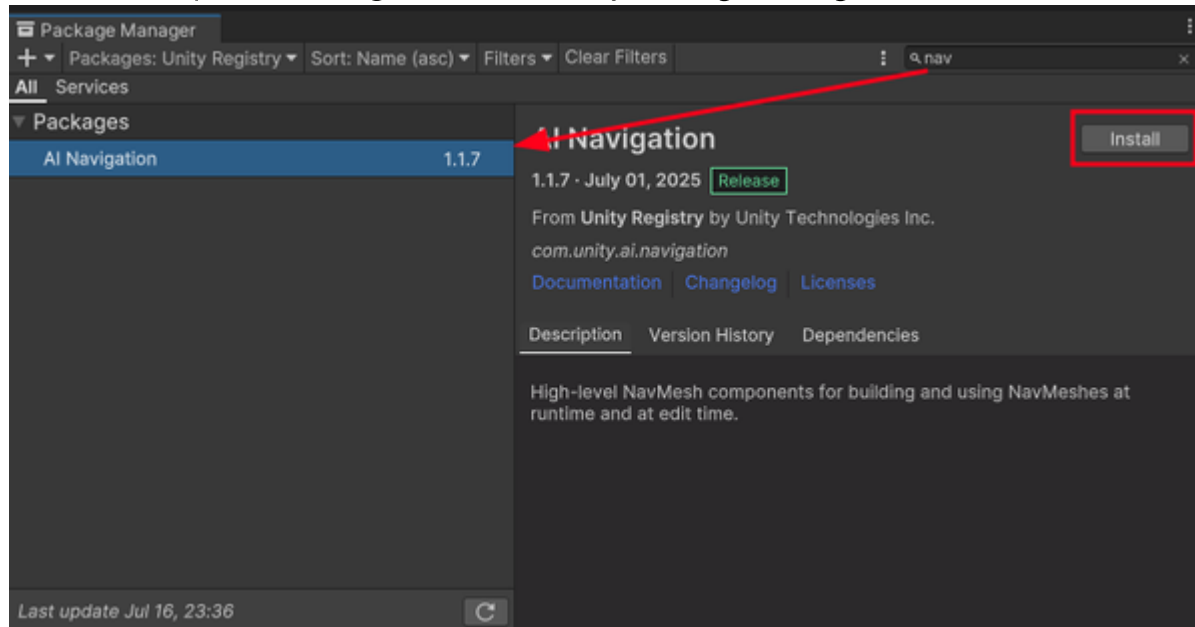 Package Manager
+ Packages: Unity Registry Sort: Name (asc) Filters Clear Filters nav ×
All Services
Packages
AI Navigation 1.1.7
AI Navigation
Install
1.1.7 · July 01, 2025 Release
From Unity Registry by Unity Technologies Inc.
com.unity.ai.navigation
Documentation Changelog Licenses
Description Version History Dependencies
High-level NavMesh components for building and using NavMeshes at
runtime and at edit time.
Last update Jul 16, 23:36